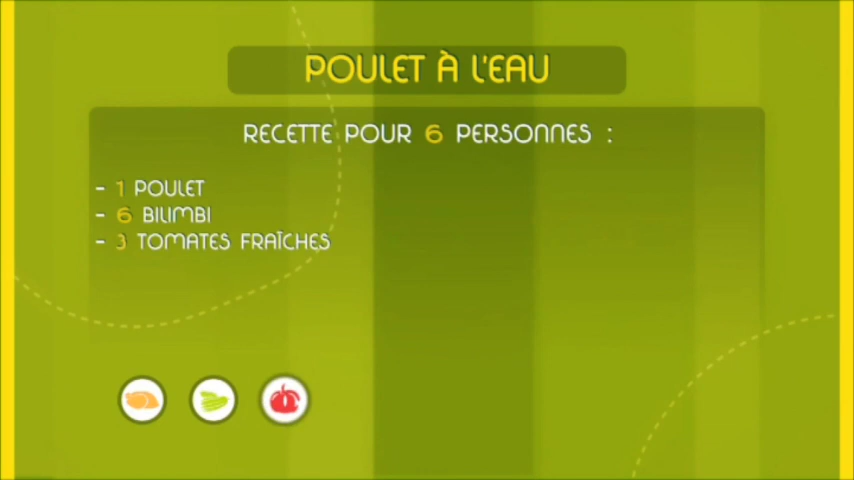 POULET À L'EAU
RECETTE POUR 6 PERSONNES :
- 1 POULET
- 6 BILIMBI
- 3 TOMATES FRAÎCHES